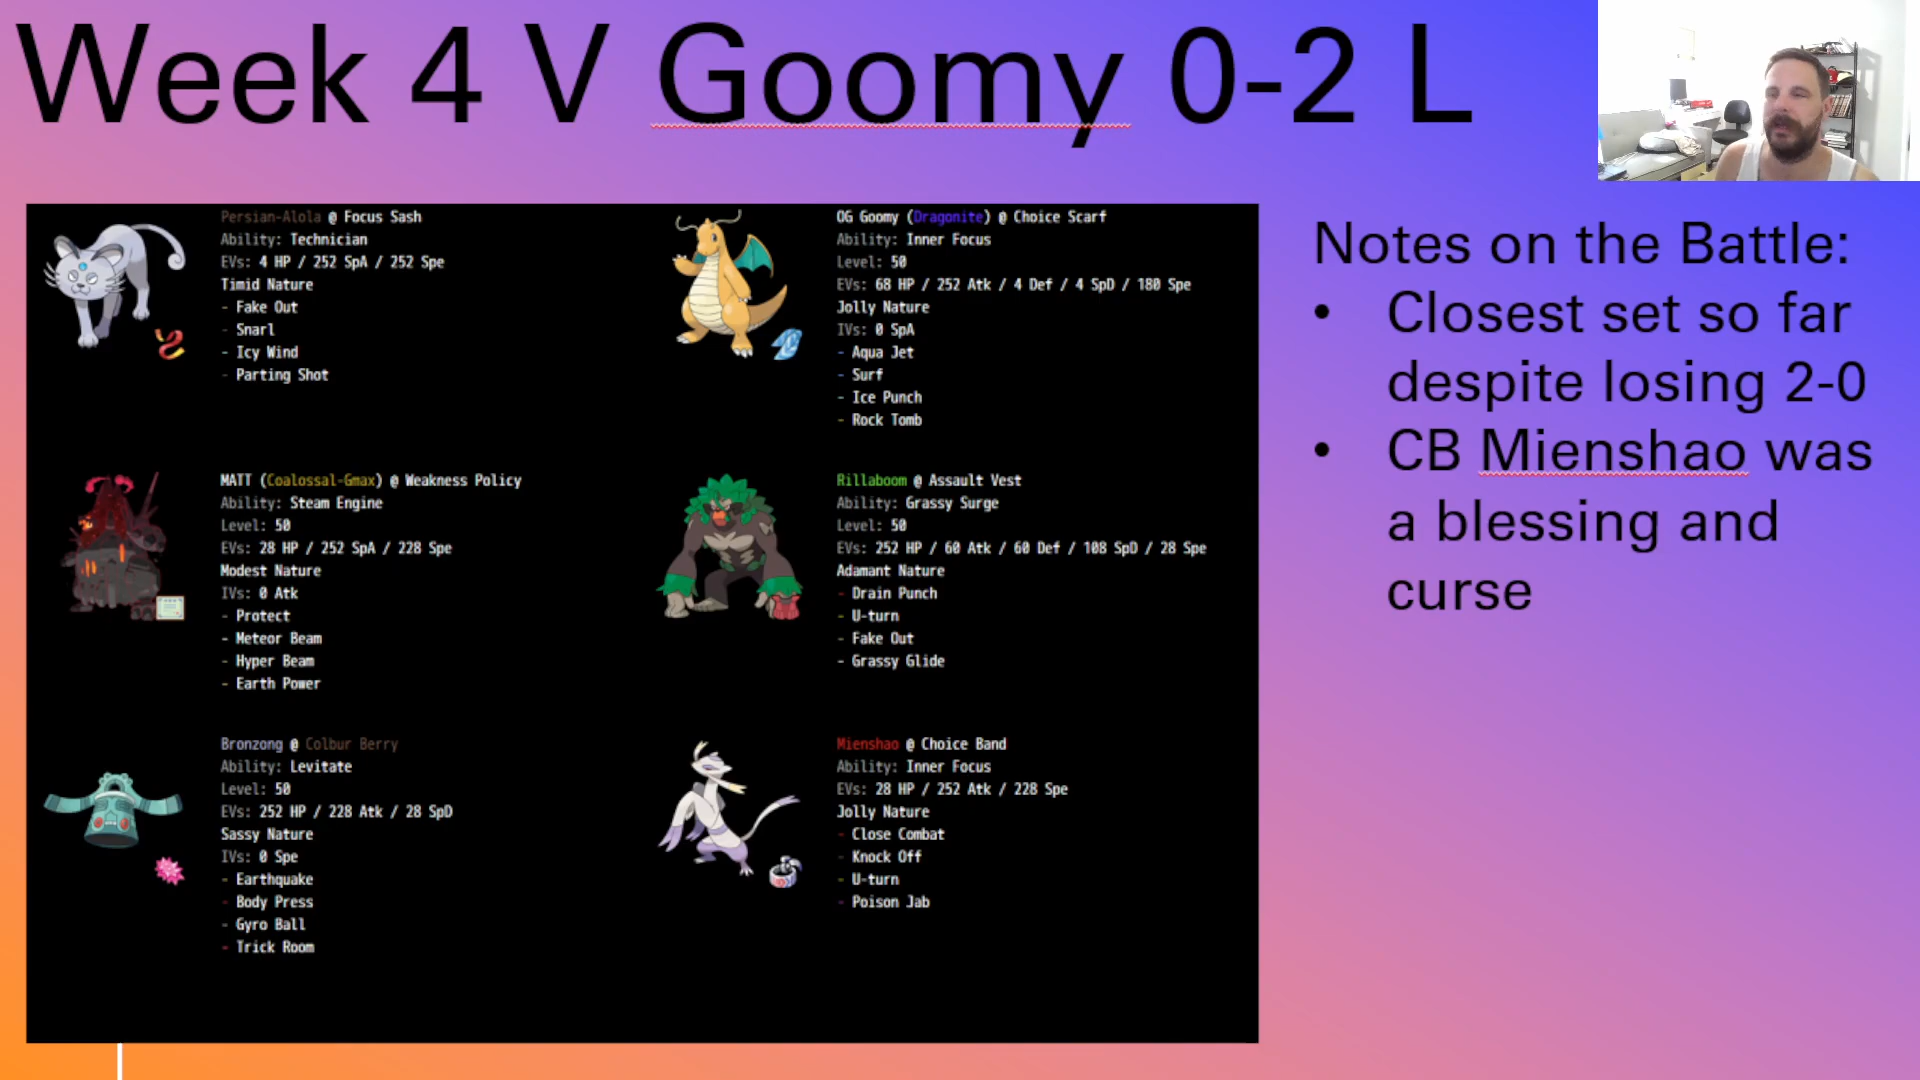 Week 4 V Goomy 0-2 L
Persian-Alola @ Focus Sash
Ability: Technician
EVs: 4 HP / 252 SpA / 252 Spe
Timid Nature
- Fake Out
- Snarl
- Icy Wind
- Parting Shot
OG Goomy (Dragonite) @ Choice Scarf
Ability: Inner Focus
Level: 50
EVs: 68 HP / 252 Atk / 4 Def / 4 SpD / 180 Spe
Jolly Nature
IVs: 0 SpA
- Aqua Jet
- Surf
- Ice Punch
- Rock Tomb
MATT (Coalossal-Gmax) @ Weakness Policy
Ability: Steam Engine
Level: 50
EVs: 28 HP / 252 SpA / 228 Spe
Modest Nature
IVs: 0 Atk
- Protect
- Meteor Beam
- Hyper Beam
- Earth Power
Rillaboom @ Assault Vest
Ability: Grassy Surge
Level: 50
EVs: 252 HP / 60 Atk / 60 Def / 108 SpD / 28 Spe
Adamant Nature
- Drain Punch
- U-turn
- Fake Out
- Grassy Glide
Bronzong @ Colbur Berry
Ability: Levitate
Level: 50
EVs: 252 HP / 228 Atk / 28 SpD
Sassy Nature
IVs: 0 Spe
- Earthquake
- Body Press
- Gyro Ball
- Trick Room
Mienshao @ Choice Band
Ability: Inner Focus
EVs: 28 HP / 252 Atk / 228 Spe
Jolly Nature
- Close Combat
- Knock Off
- U-turn
- Poison Jab
Notes on the Battle:
• Closest set so far
despite losing 2-0
• CB Mienshao was
a blessing and
curse